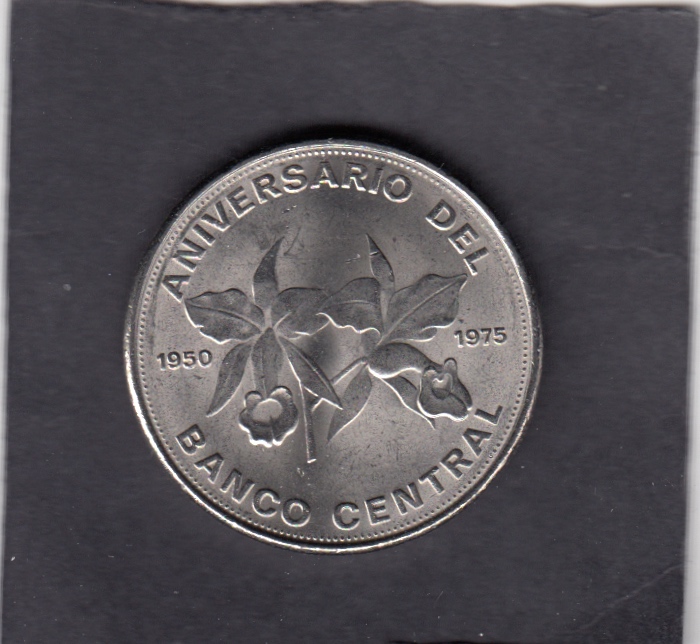 ANIVERSARIO DEL
1950
1975
BANCO CENTRAL